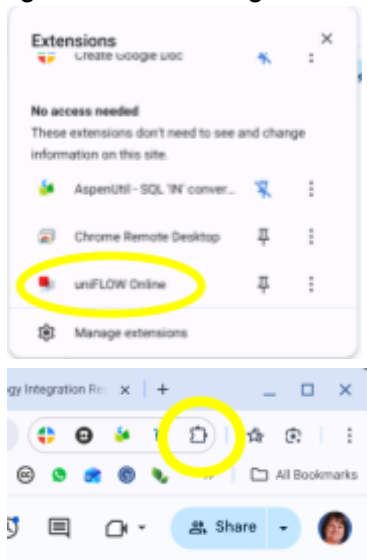 Extensions
Create Google Doc
No access needed
These extensions don't need to see and change
information on this site.
AspenUtil - SQL 'IN' conver...
Chrome Remote Desktop
uniFLOW Online
Manage extensions
gy Integration Re
All Bookmarks
Share